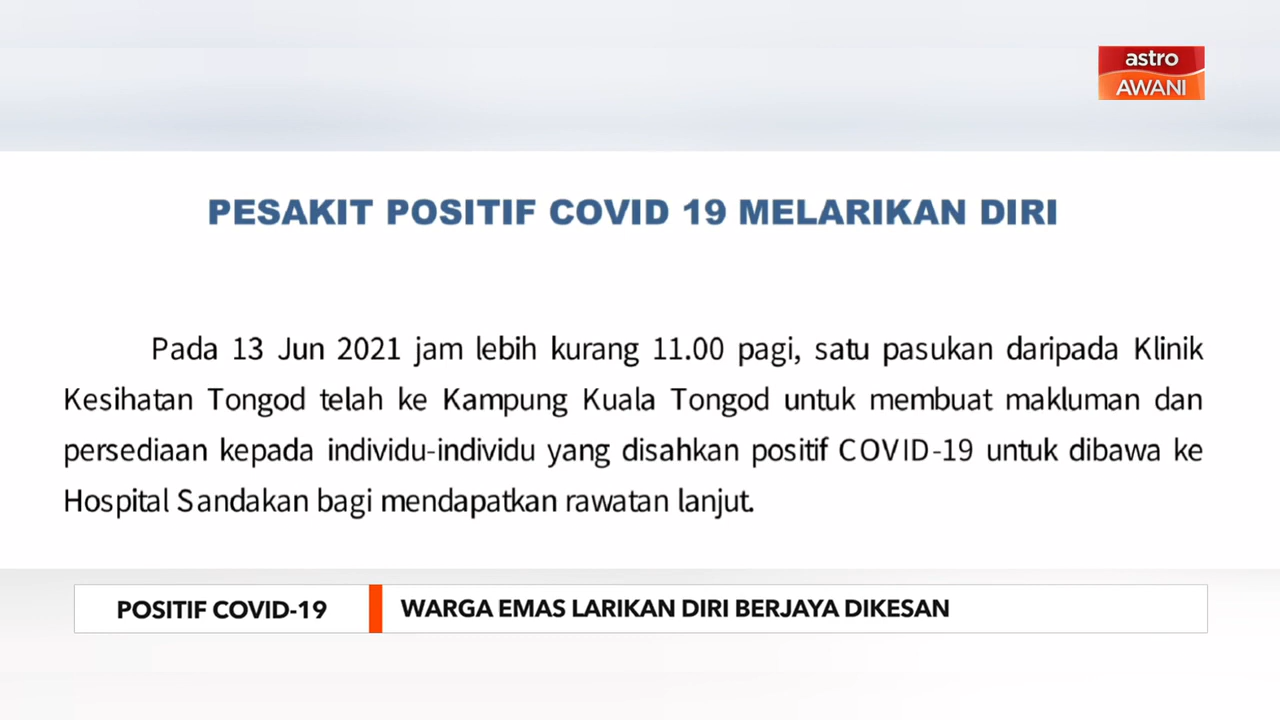 astro
AWANI
PESAKIT POSITIF COVID 19 MELARIKAN DIRI
Pada 13 Jun 2021 jam lebih kurang 11.00 pagi, satu pasukan daripada Klinik
Kesihatan Tongod telah ke Kampung Kuala Tongod untuk membuat makluman dan
persediaan kepada individu-individu yang disahkan positif COVID-19 untuk dibawa ke
Hospital Sandakan bagi mendapatkan rawatan lanjut.
POSITIF COVID-19
WARGA EMAS LARIKAN DIRI BERJAYA DIKESAN